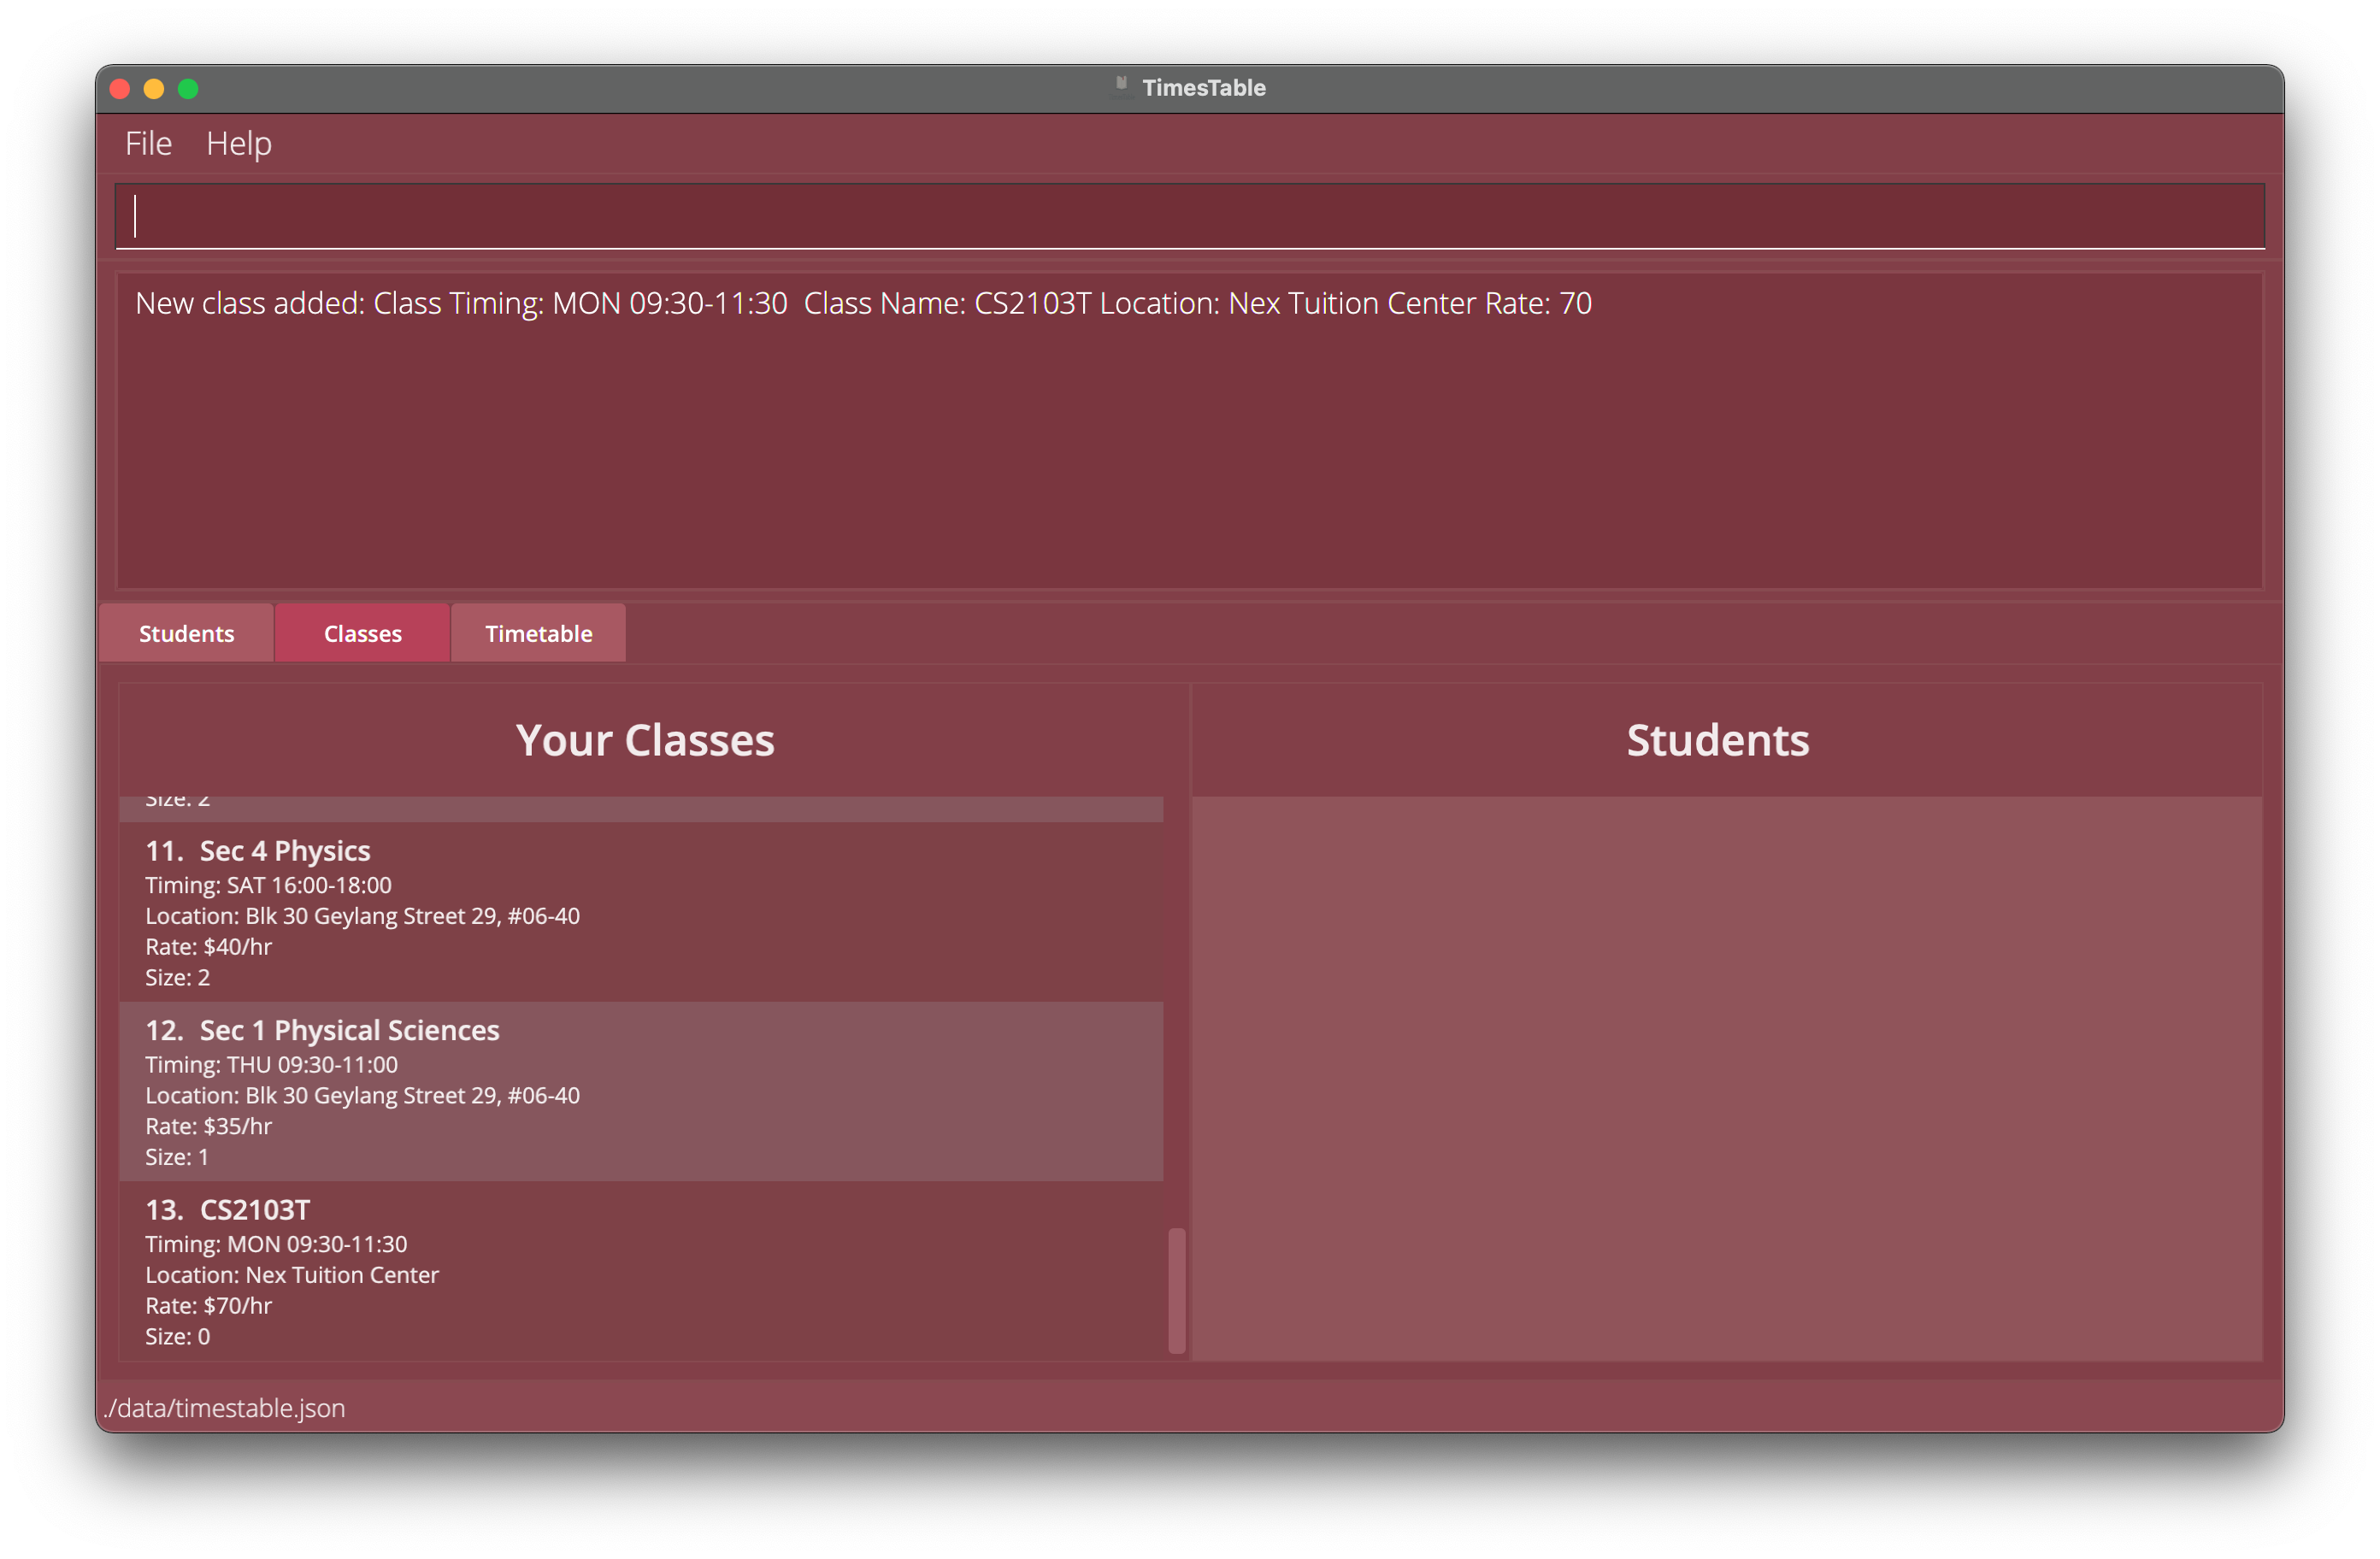 TimesTable
File Help
New class added: Class Timing: MON 09:30-11:30  Class Name: CS2103T Location: Nex Tuition Center Rate: 70
Students Classes Timetable
Your Classes
Size: 2
11. Sec 4 Physics
Timing: SAT 16:00-18:00
Location: Blk 30 Geylang Street 29, #06-40
Rate: $40/hr
Size: 2
12. Sec 1 Physical Sciences
Timing: THU 09:30-11:00
Location: Blk 30 Geylang Street 29, #06-40
Rate: $35/hr
Size: 1
13. CS2103T
Timing: MON 09:30-11:30
Location: Nex Tuition Center
Rate: $70/hr
Size: 0
Students
./data/timestable.json